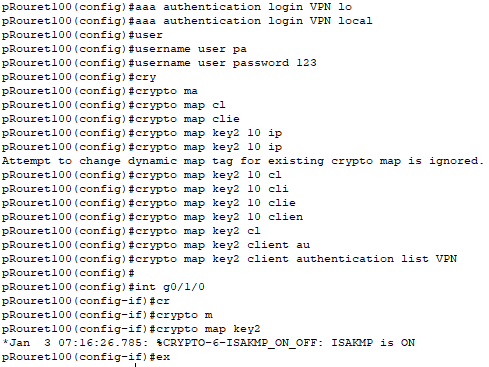 pRouret100(config)#aaa authentication login VPN lo
pRouret100(config)#aaa authentication login VPN local
pRouret100(config)#user
pRouret100(config)#username user pa
pRouret100(config)#username user password 123
pRouret100(config)#cry
pRouret100(config)#crypto ma
pRouret100(config)#crypto map cl
pRouret100(config)#crypto map clie
pRouret100(config)#crypto map key2 10 ip
pRouret100(config)#crypto map key2 10 ip
Attempt to change dynamic map tag for existing crypto map is ignored.
pRouret100(config)#crypto map key2 10 cl
pRouret100(config)#crypto map key2 10 cli
pRouret100(config)#crypto map key2 10 clie
pRouret100(config)#crypto map key2 10 clien
pRouret100(config)#crypto map key2 cl
pRouret100(config)#crypto map key2 client au
pRouret100(config)#crypto map key2 client authentication list VPN
pRouret100(config)#
pRouret100(config)#int g0/1/0
pRouret100(config-if)#cr
pRouret100(config-if)#crypto m
pRouret100(config-if)#crypto map key2
*Jan  3 07:16:26.785: %CRYPTO-6-ISAKMP_ON_OFF: ISAKMP is ON
pRouret100(config-if)#ex